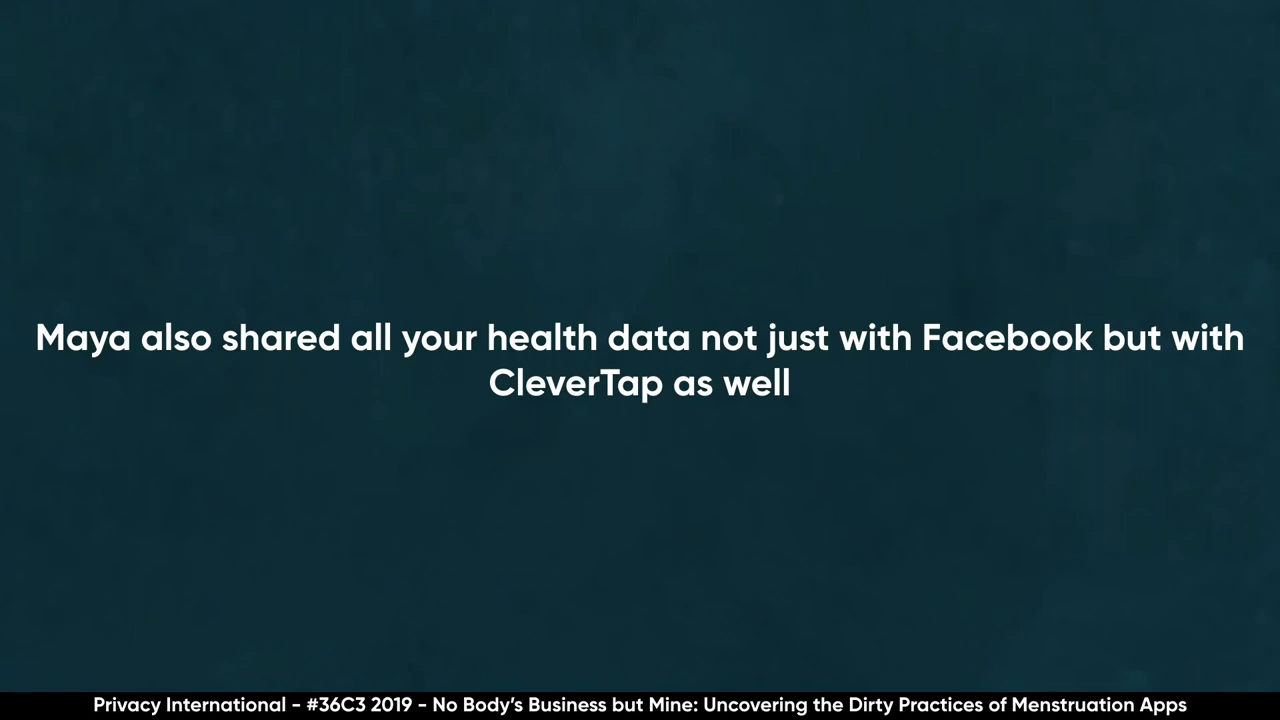 Maya also shared all your health data not just with Facebook but with
CleverTap as well
Privacy International - #36C3 2019 - No Body’s Business but Mine: Uncovering the Dirty Practices of Menstruation Apps